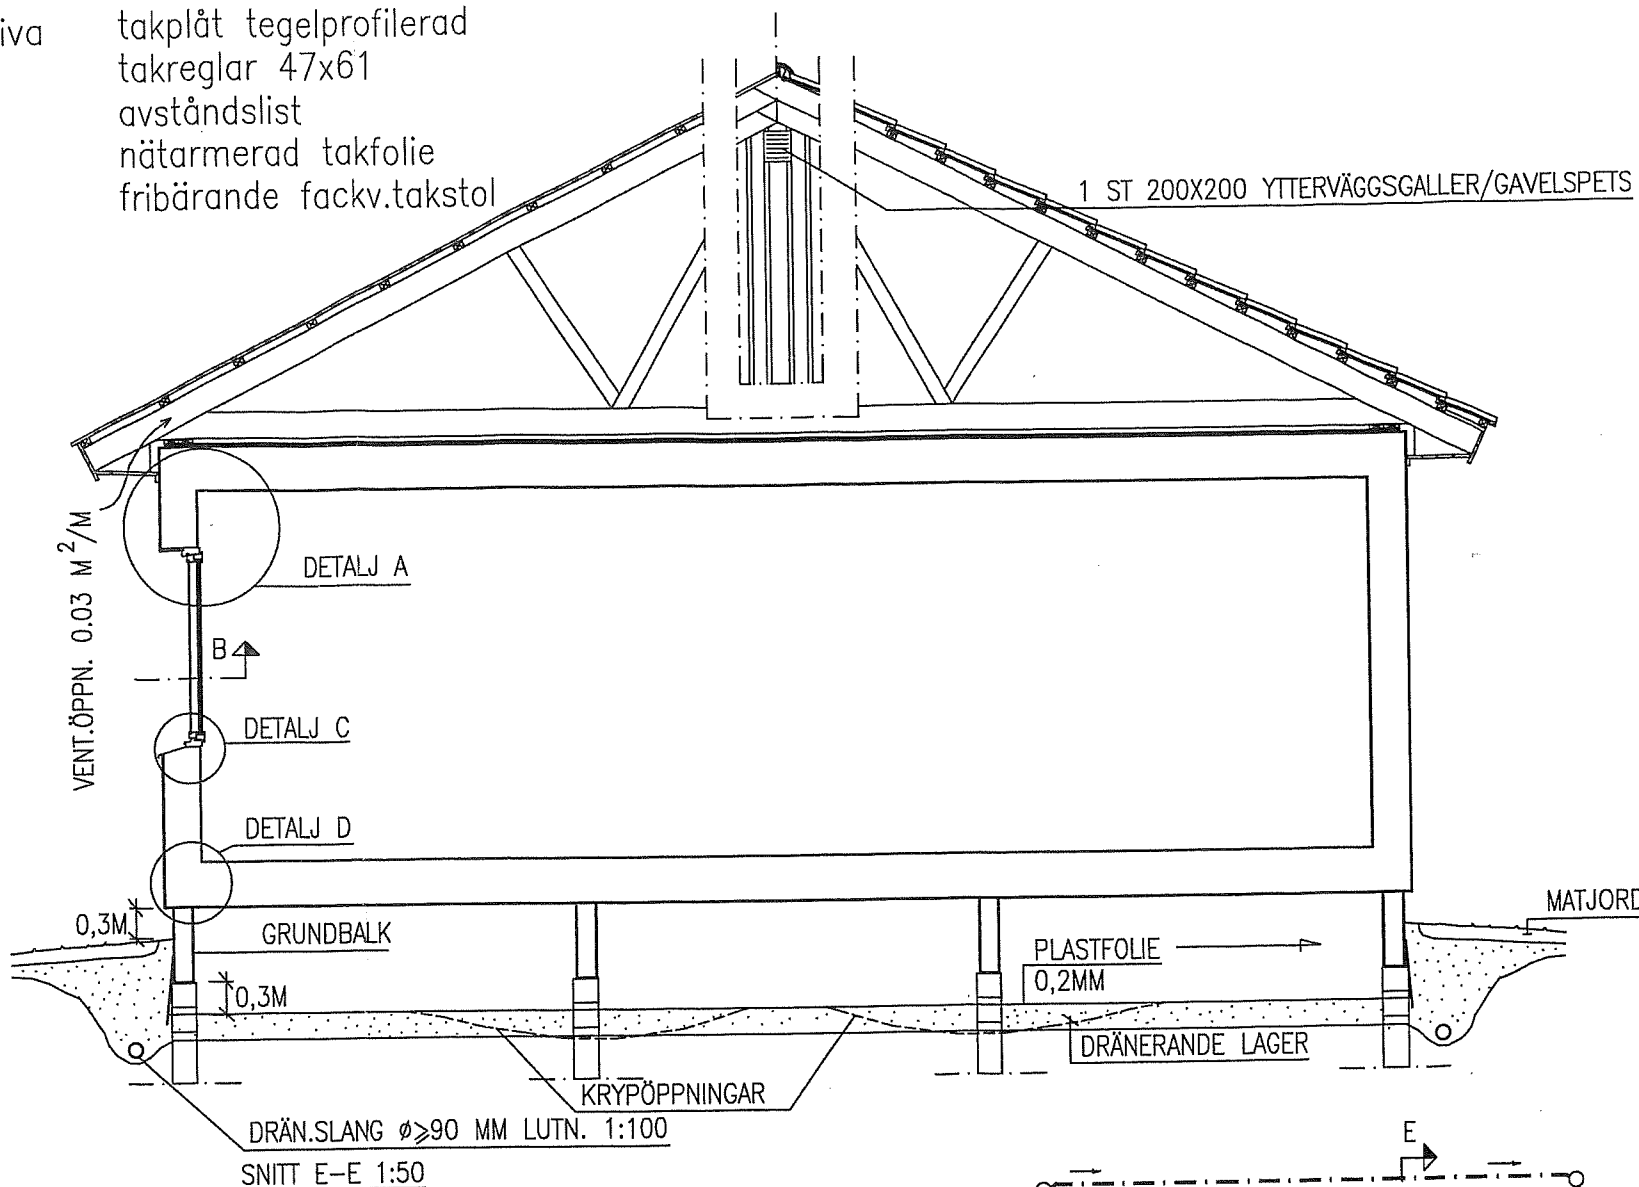 iva
takplåt tegelprofilerad
takreglar 47x61
avståndslist
nätarmerad takfolie
fribärande fackv.takstol
1 ST 200X200 YTTERVÄGGSGALLER/GAVELSPETS
VENT.ÖPPN. 0.03 M²/M
DETALJ A
B
DETALJ C
DETALJ D
0,3M
GRUNDBALK
MATJORD
PLASTFOLIE
0,2MM
0,3M
DRÄNERANDE LAGER
KRYPÖPPNINGAR
DRÄN.SLANG ø≥90 MM LUTN. 1:100
SNITT E-E 1:50
E